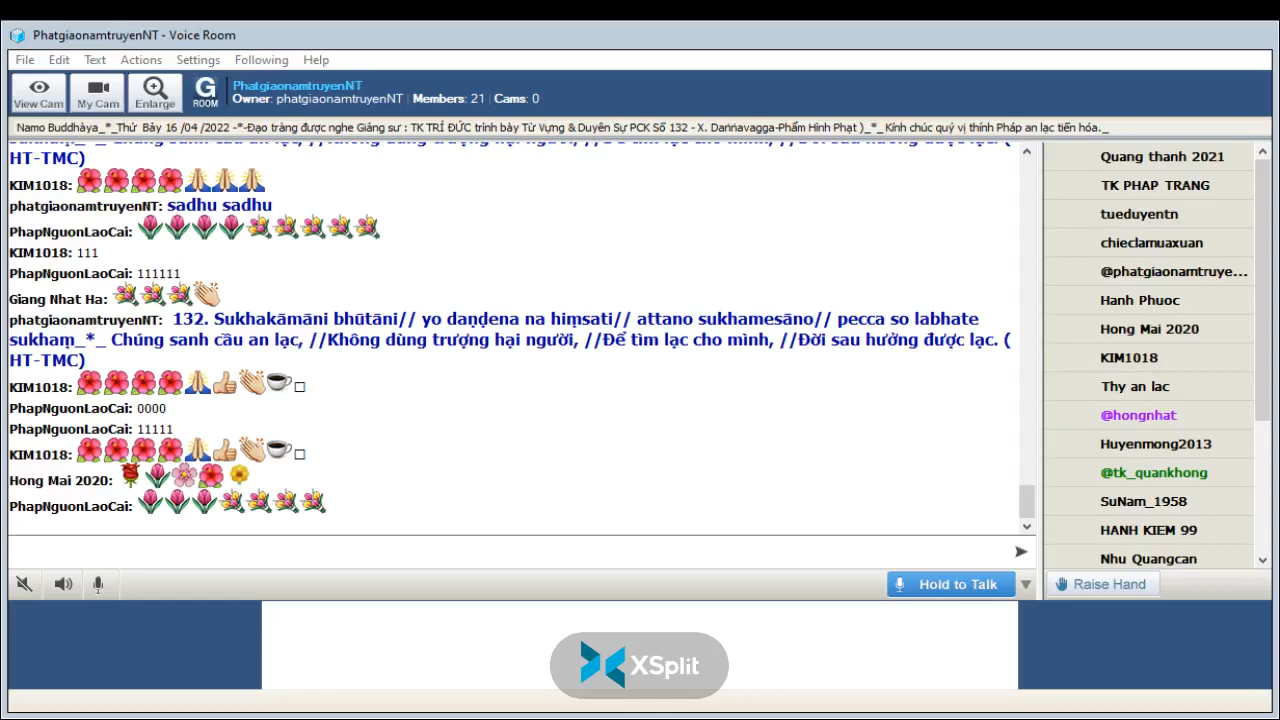 PhatgiaonamtruyenNT - Voice Room
File Edit Text Actions Settings Following Help
View Cam My Cam Enlarge G ROOM
PhatgiaonamtruyenNT
Owner: phatgiaonamtruyenNT | Members: 21 | Cams: 0
Namo Buddhàya_*_Thứ Bảy 16 /04 /2022 -*-Đạo tràng được nghe Giảng sư : TK TRÍ ĐỨC trình bày Từ Vựng & Duyên Sự PCK Số 132 - X. Daṇḍavagga-Phẩm Hình Phạt )_*_ Kính chúc quý vị thính Pháp an lạc tiến hóa._
HT-TMC)
KIM1018:
phatgiaonamtruyenNT: sadhu sadhu
PhapNguonLaoCai:
KIM1018: 111
PhapNguonLaoCai: 111111
Giang Nhat Ha:
phatgiaonamtruyenNT: 132. Sukhakāmāni bhūtāni// yo daṇḍena na hiṃsati// attano sukhamesāno// pecca so labhate
sukhaṃ_*_ Chúng sanh cầu an lạc, //Không dùng trượng hại người, //Để tìm lạc cho mình, //Đời sau hưởng được lạc. (
HT-TMC)
KIM1018:
PhapNguonLaoCai: 0000
PhapNguonLaoCai: 11111
KIM1018:
Hong Mai 2020:
PhapNguonLaoCai:
Quang thanh 2021
TK PHAP TRANG
tueduyentn
chieclamuaxuan
@phatgiaonamtruye...
Hanh Phuoc
Hong Mai 2020
KIM1018
Thy an lac
@hongnhat
Huyenmong2013
@tk_quankhong
SuNam_1958
HANH KIEM 99
Nhu Quangcan
Hold to Talk
Raise Hand
XSplit